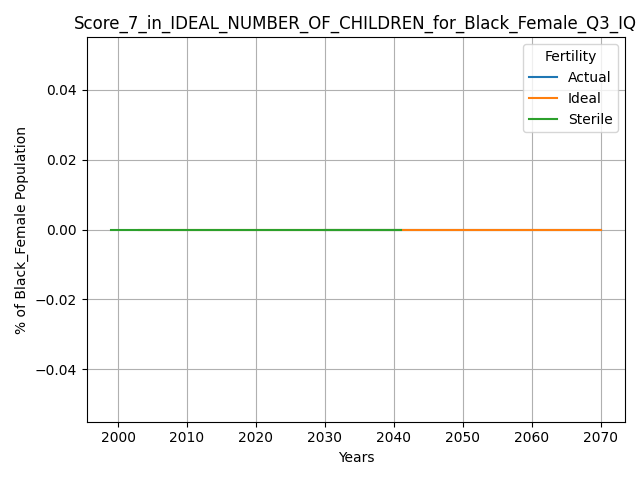 Score_7_in_IDEAL_NUMBER_OF_CHILDREN_for_Black_Female_Q3_IQ
Fertility
Actual
Ideal
Sterile
% of Black_Female Population
0.04
0.02
0.00
−0.02
−0.04
2000 2010 2020 2030 2040 2050 2060 2070
Years